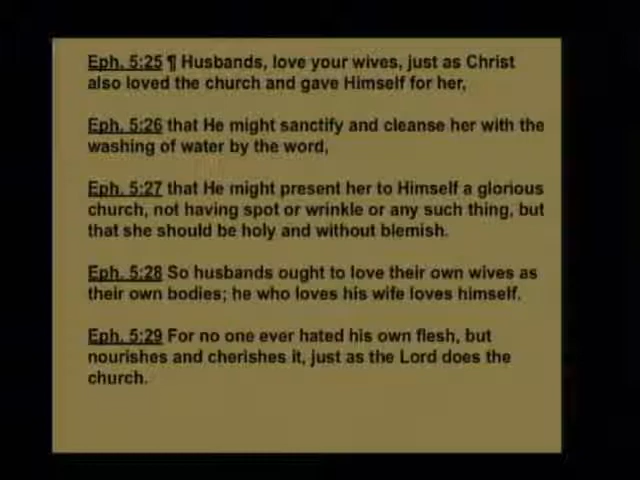 Eph. 5:25 ¶ Husbands, love your wives, just as Christ
also loved the church and gave Himself for her,
Eph. 5:26 that He might sanctify and cleanse her with the
washing of water by the word,
Eph. 5:27 that He might present her to Himself a glorious
church, not having spot or wrinkle or any such thing, but
that she should be holy and without blemish.
Eph. 5:28 So husbands ought to love their own wives as
their own bodies; he who loves his wife loves himself.
Eph. 5:29 For no one ever hated his own flesh, but
nourishes and cherishes it, just as the Lord does the
church.